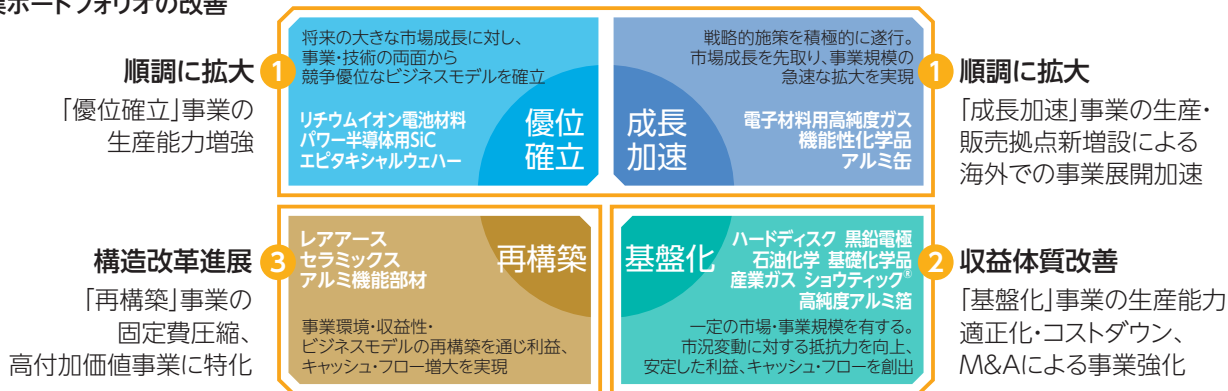 業ポートフォリオの改善
順調に拡大 1
「優位確立」事業の
生産能力増強
将来の大きな市場成長に対し、
事業・技術の両面から
競争優位なビジネスモデルを確立
リチウムイオン電池材料
パワー半導体用SiC
エピタキシャルウェハー
優位
確立
戦略的施策を積極的に遂行。
市場成長を先取り、事業規模の
急速な拡大を実現
成長
加速
電子材料用高純度ガス
機能性化学品
アルミ缶
1 順調に拡大
「成長加速」事業の生産・
販売拠点新増設による
海外での事業展開加速
構造改革進展 3
「再構築」事業の
固定費圧縮、
高付加価値事業に特化
レアアース
セラミックス
アルミ機能部材
再構築
事業環境・収益性・
ビジネスモデルの再構築を通じ利益、
キャッシュ・フロー増大を実現
基盤化
ハードディスク 黒鉛電極
石油化学 基礎化学品
産業ガス ショウティック®
高純度アルミ箔
一定の市場・事業規模を有する。
市況変動に対する抵抗力を向上、
安定した利益、キャッシュ・フローを創出
2 収益体質改善
「基盤化」事業の生産能力
適正化・コストダウン、
M&Aによる事業強化